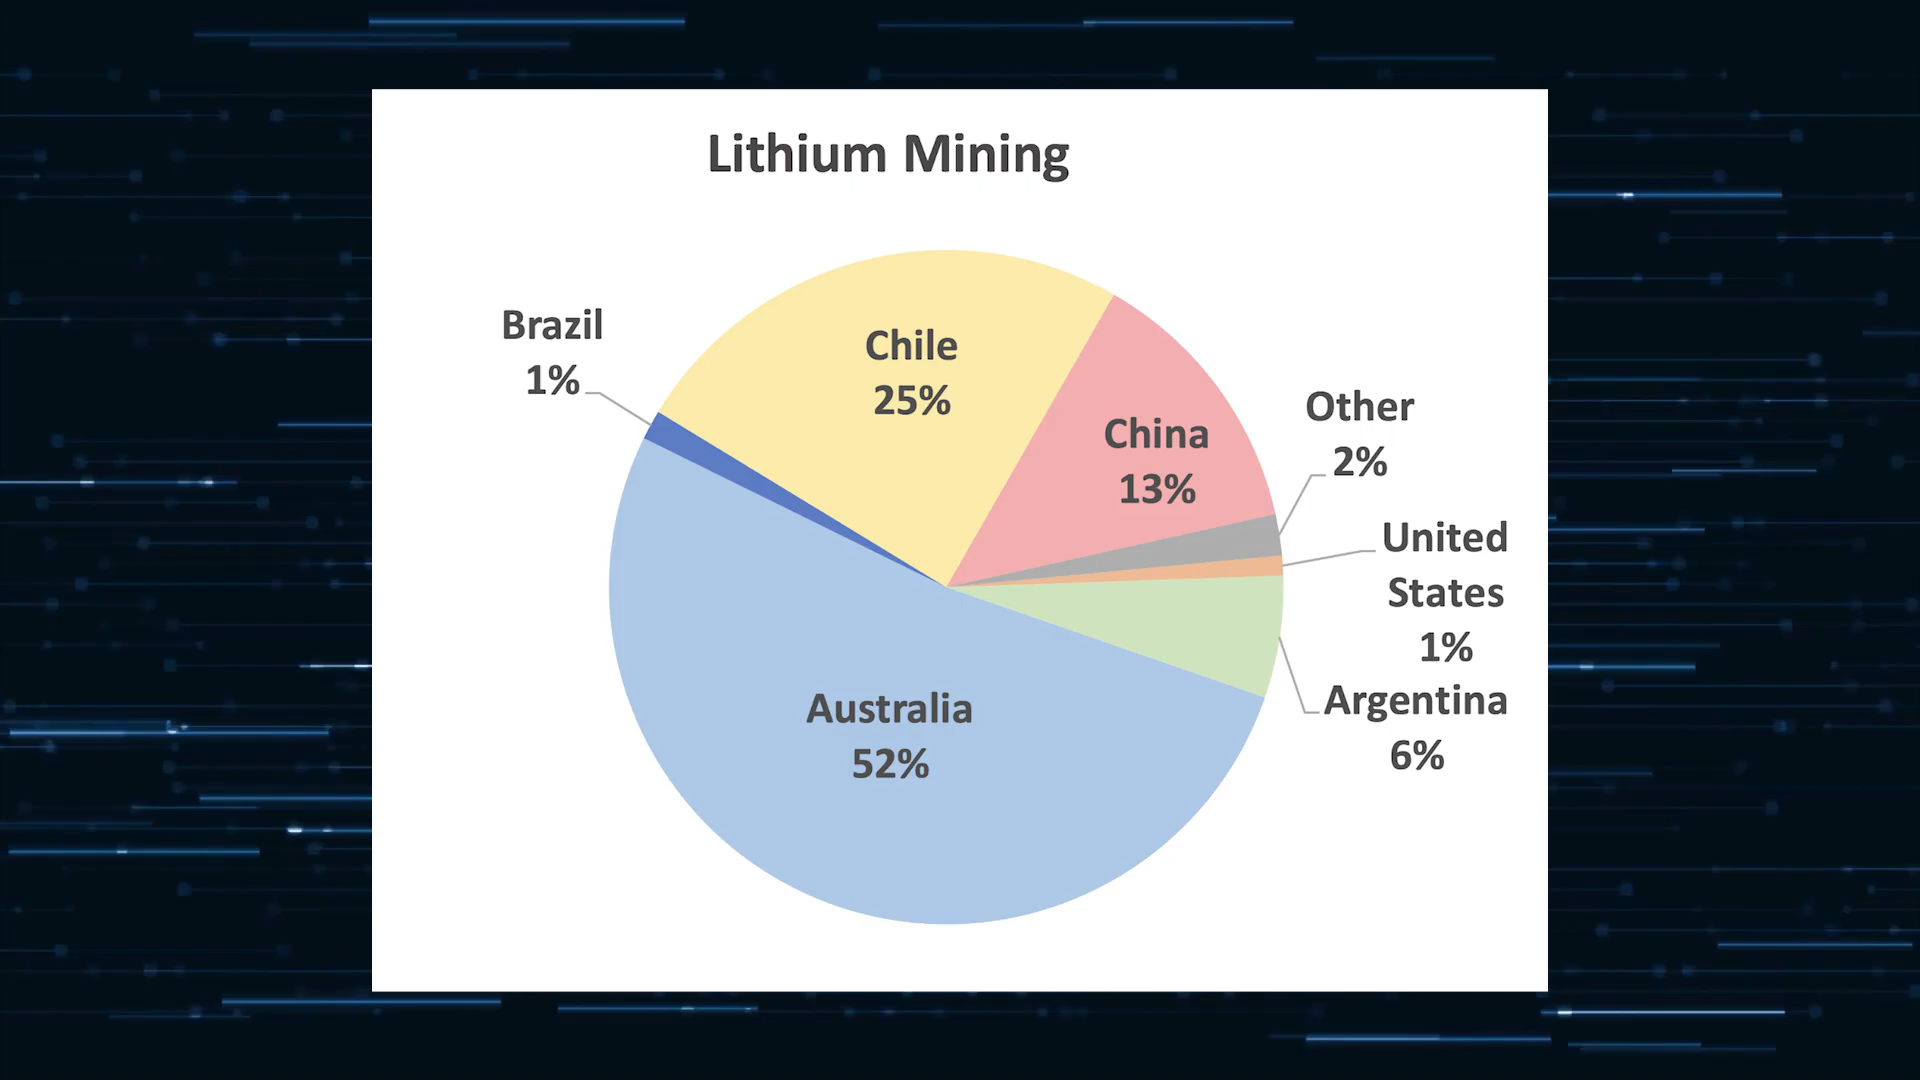 Lithium Mining
Brazil
1%
Chile
25%
China
13%
Other
2%
United
States
1%
Argentina
6%
Australia
52%